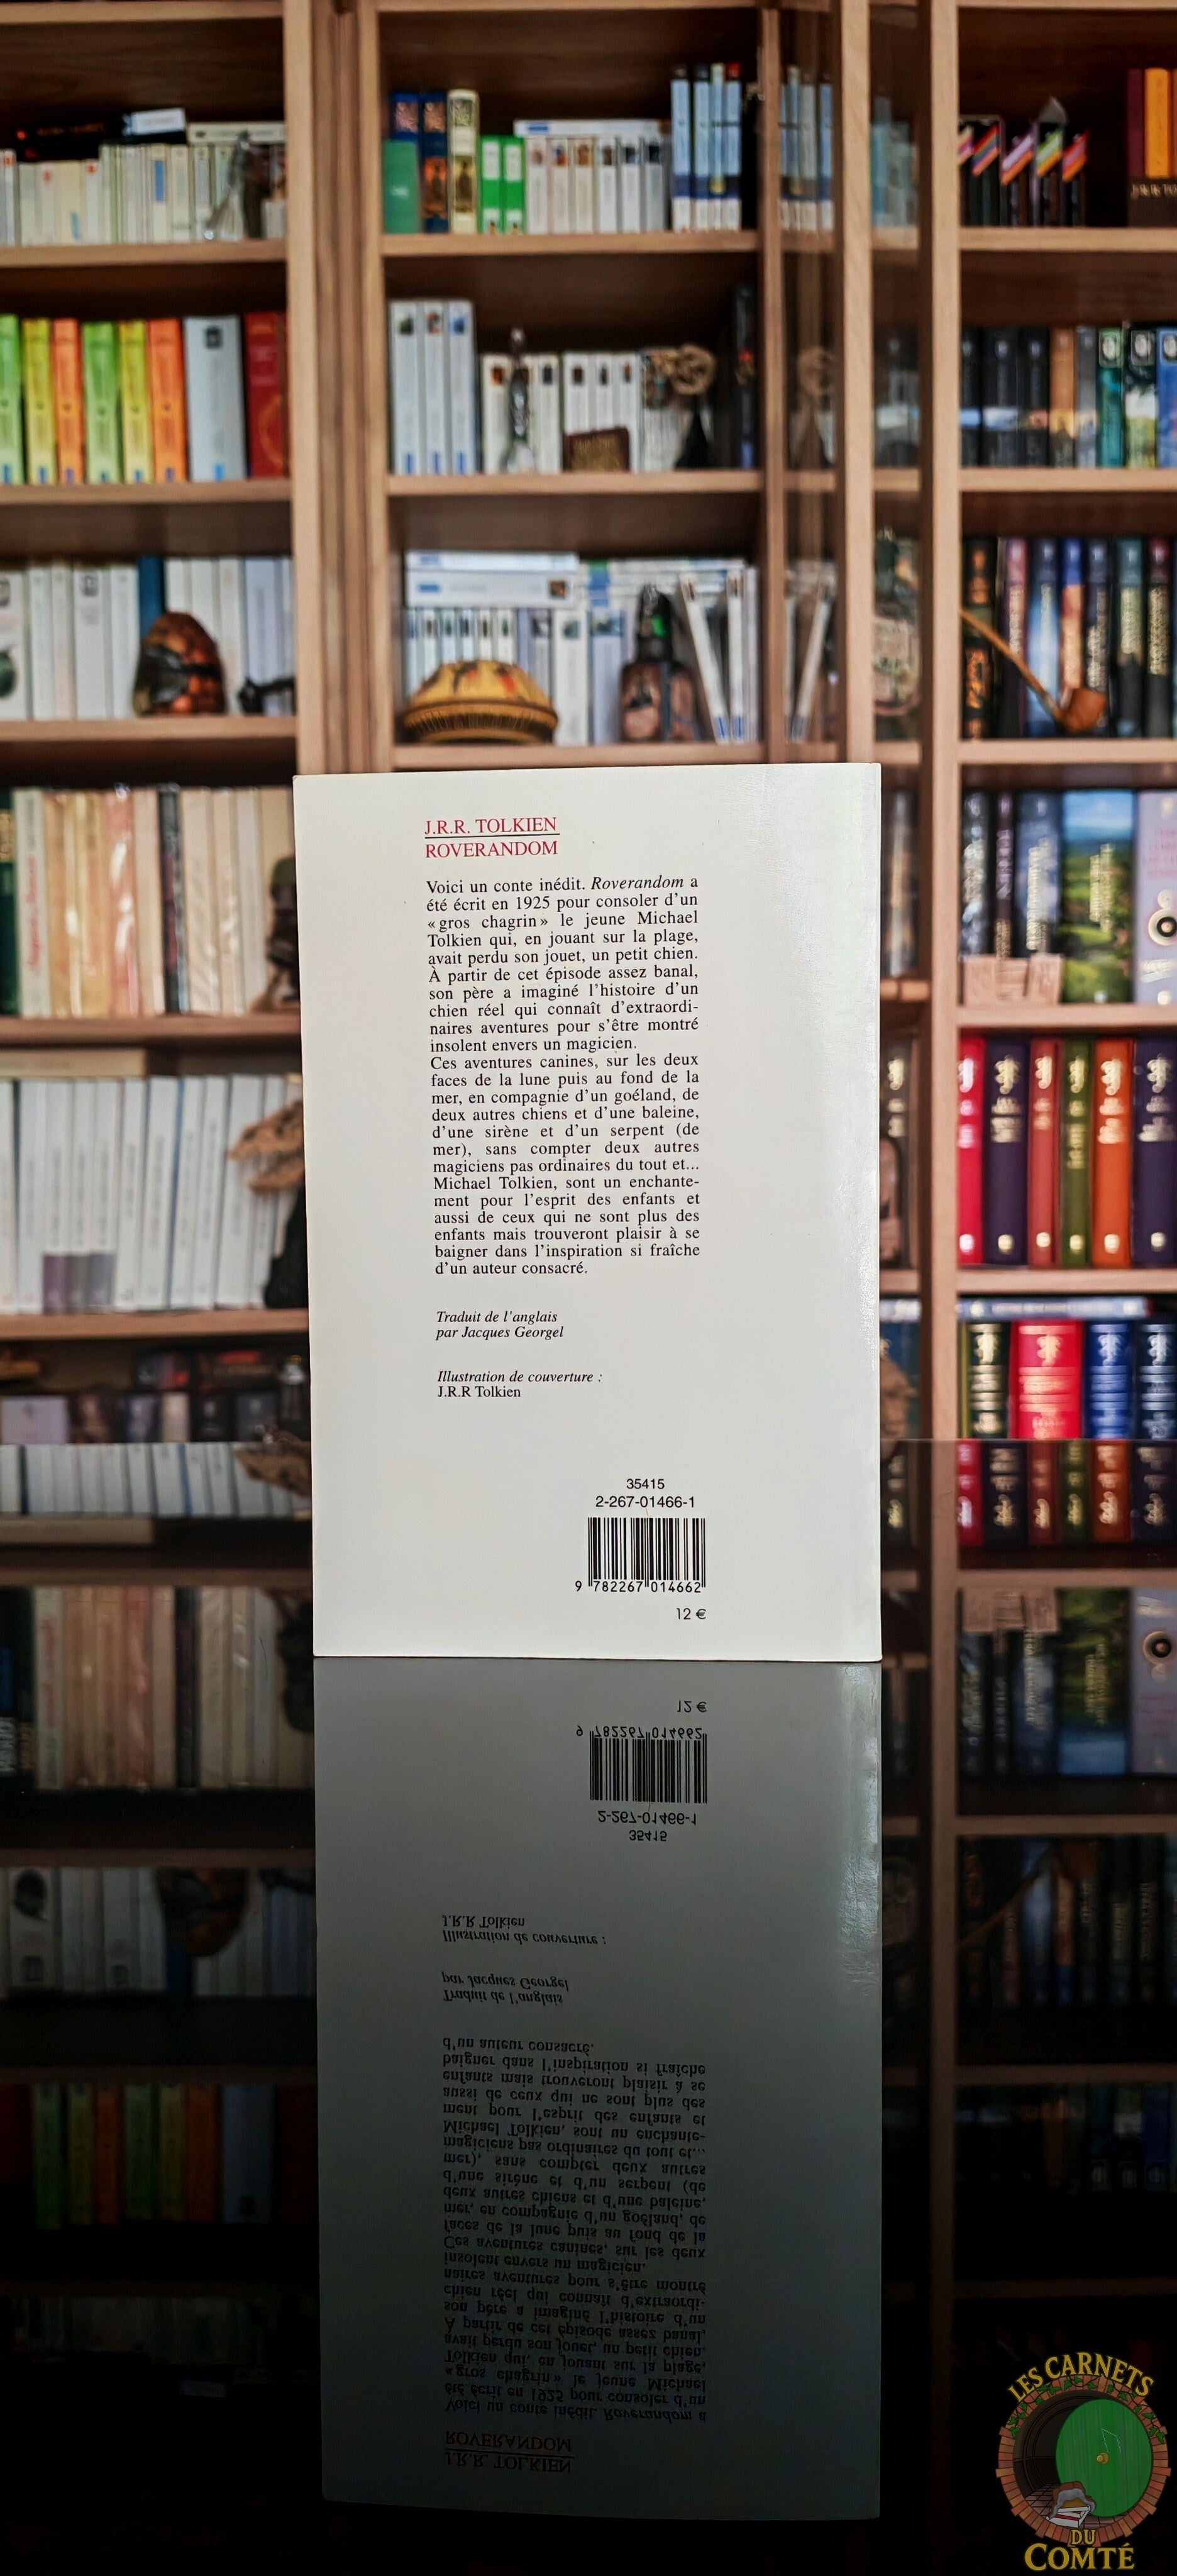 J.R.R. TOLKIEN
ROVERANDOM
Voici un conte inédit. Roverandom a
été écrit en 1925 pour consoler d'un
«gros chagrin» le jeune Michael
Tolkien qui, en jouant sur la plage,
avait perdu son jouet, un petit chien.
À partir de cet épisode assez banal,
son père a imaginé l'histoire d'un
chien réel qui connaît d'extraordi-
naires aventures pour s'être montré
insolent envers un magicien.
Ces aventures canines, sur les deux
faces de la lune puis au fond de la
mer, en compagnie d'un goéland, de
deux autres chiens et d'une baleine,
d'une sirène et d'un serpent (de
mer), sans compter deux autres
magiciens pas ordinaires du tout et...
Michael Tolkien, sont un enchante-
ment pour l'esprit des enfants et
aussi de ceux qui ne sont plus des
enfants mais trouveront plaisir à se
baigner dans l'inspiration si fraîche
d'un auteur consacré.
Traduit de l'anglais
par Jacques Georgel
Illustration de couverture :
J.R.R Tolkien
35415
2-267-01466-1
9 782267 014662
12 €
LES CARNETS
DU
COMTÉ